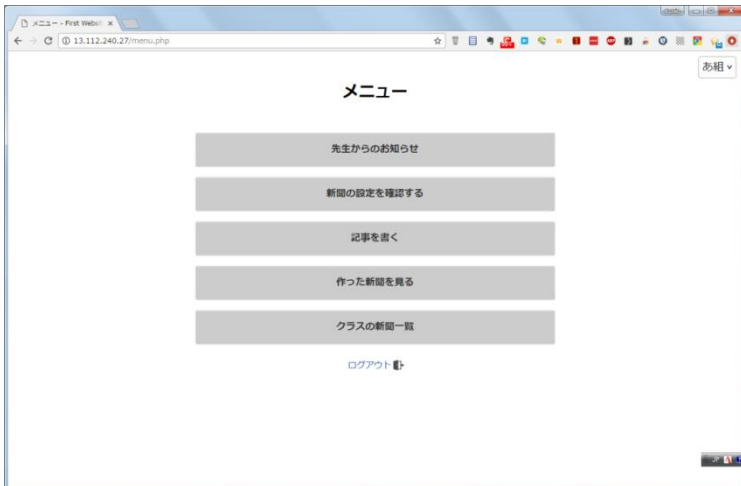 メニュー - First Websit
13.112.240.27/menu.php
あ組
メニュー
先生からのお知らせ
新聞の設定を確認する
記事を書く
作った新聞を見る
クラスの新聞一覧
ログアウト
JP